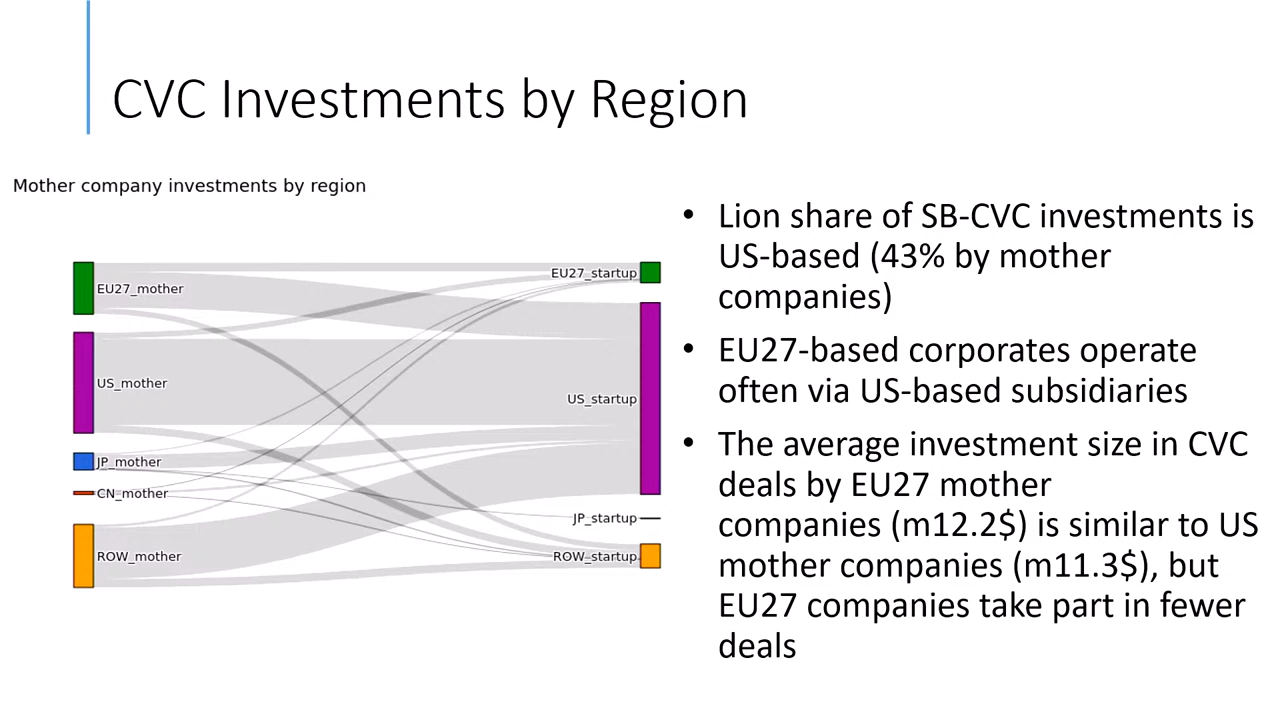 CVC Investments by Region
Mother company investments by region
EU27_mother
US_mother
JP_mother
CN_mother
ROW_mother
EU27_startup
US_startup
JP_startup
ROW_startup
• Lion share of SB-CVC investments is
US-based (43% by mother
companies)
• EU27-based corporates operate
often via US-based subsidiaries
• The average investment size in CVC
deals by EU27 mother
companies (m12.2$) is similar to US
mother companies (m11.3$), but
EU27 companies take part in fewer
deals